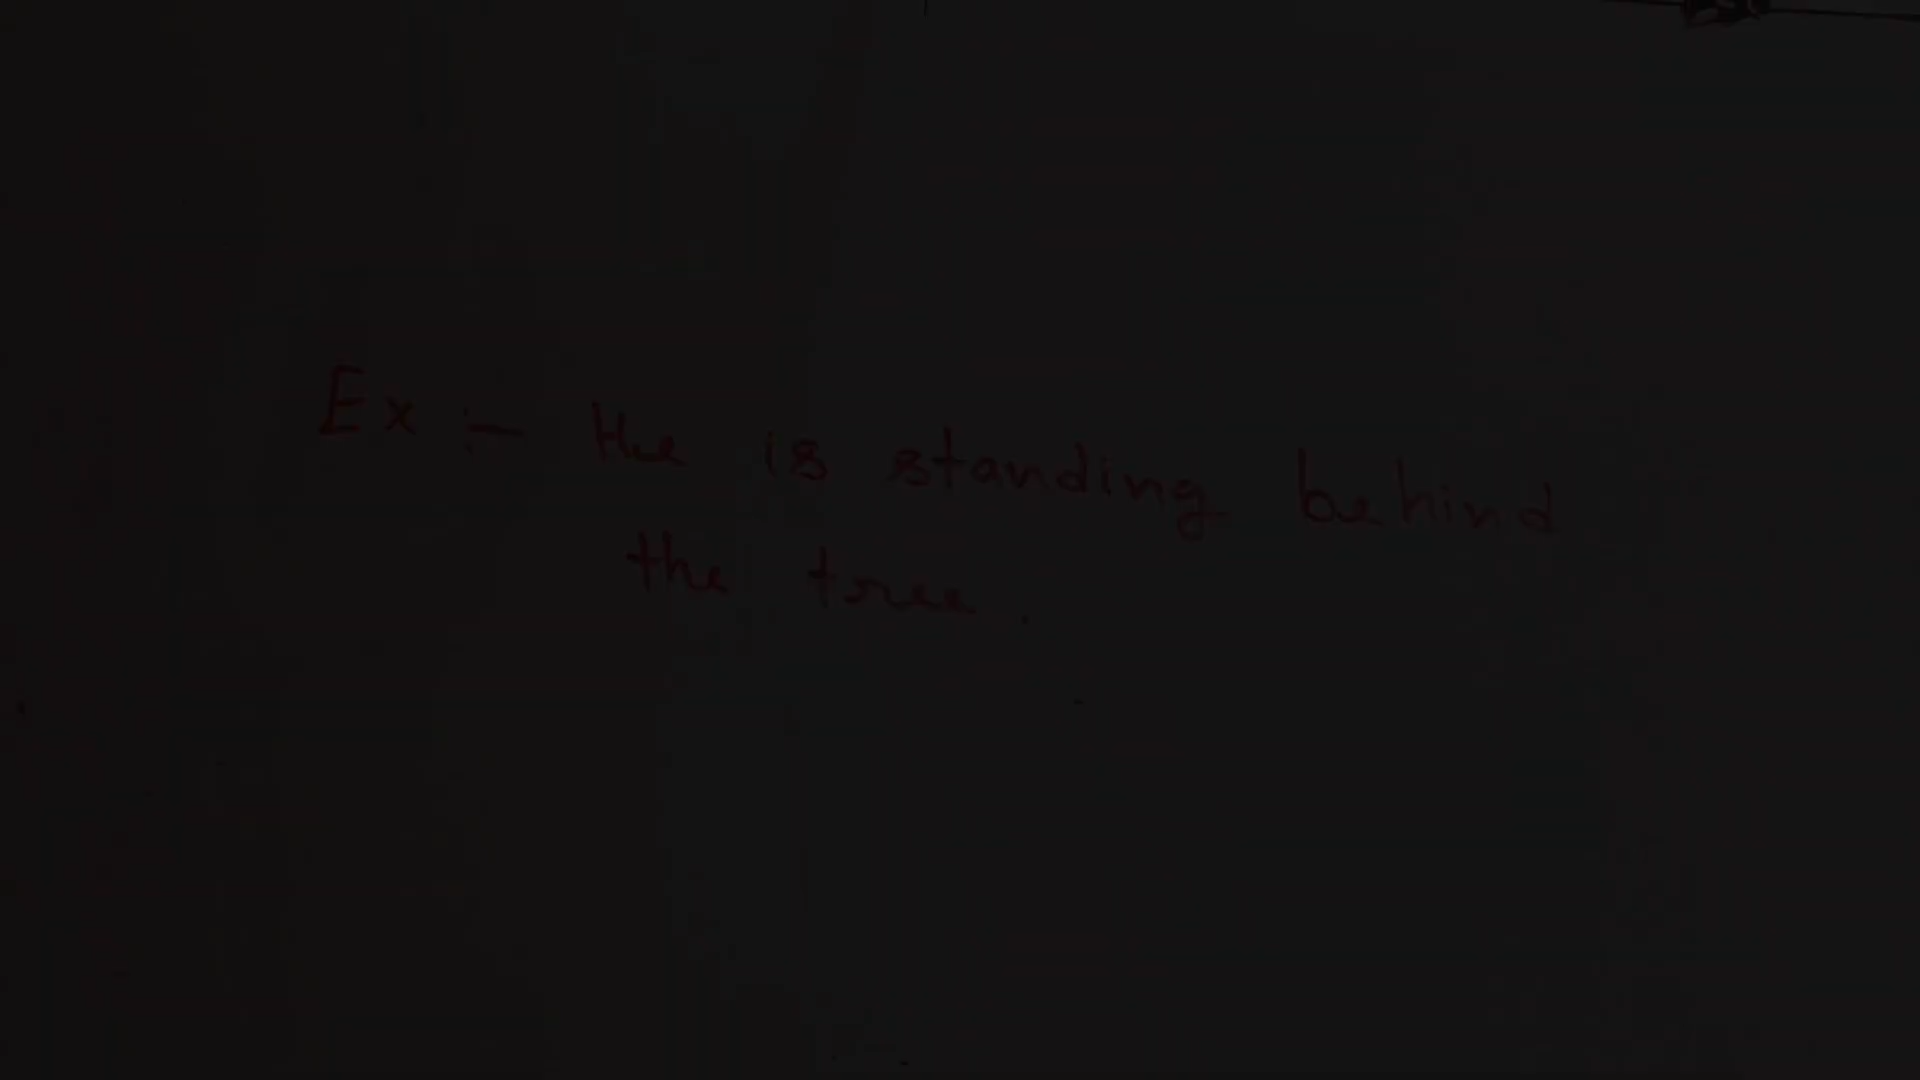 Ex :- He is standing behind
the tree.